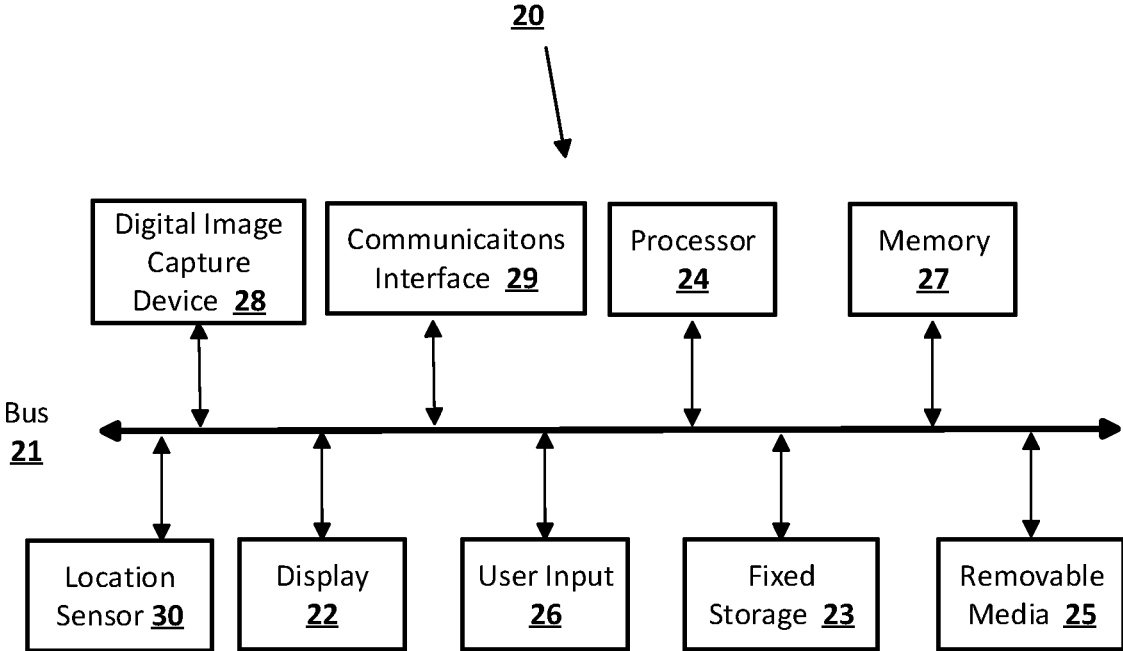 20
Digital Image
Capture
Device 28
Communicaitons
Interface 29
Processor
24
Memory
27
Bus
21
Location
Sensor 30
Display
22
User Input
26
Fixed
Storage 23
Removable
Media 25